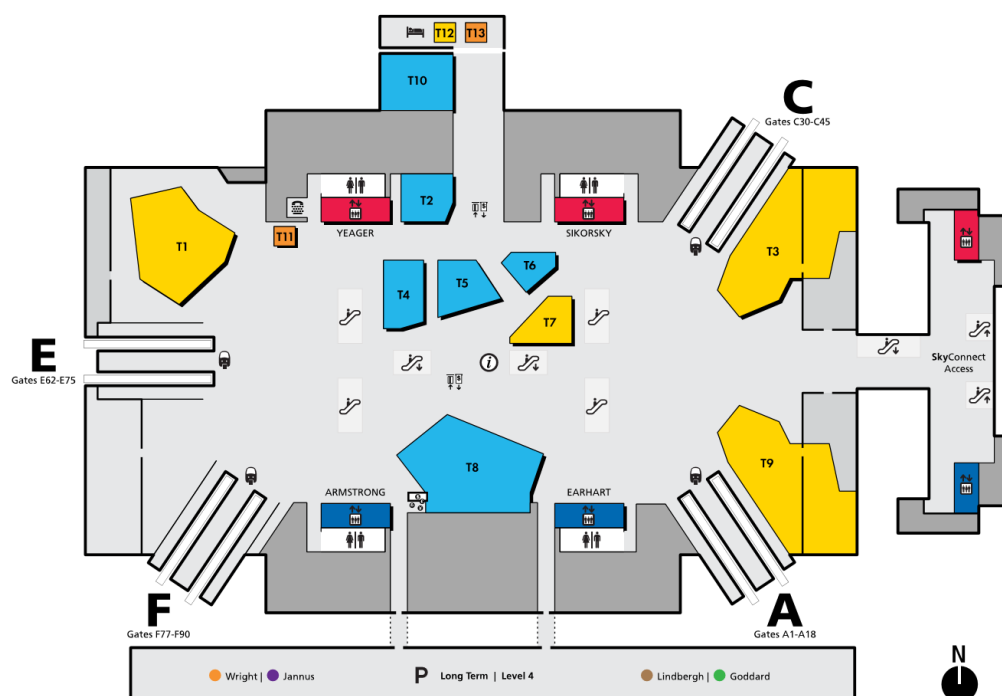 T12
T13
T10
C
Gates C30-C45
T2
YEAGER
SIKORSKY
T11
T1
T3
T6
T4
T5
T7
E
Gates E62-E75
i
SkyConnect
Access
T8
T9
ARMSTRONG
EARHART
F
Gates F77-F90
A
Gates A1-A18
N
Wright | Jannus
P Long Term | Level 4
Lindbergh | Goddard